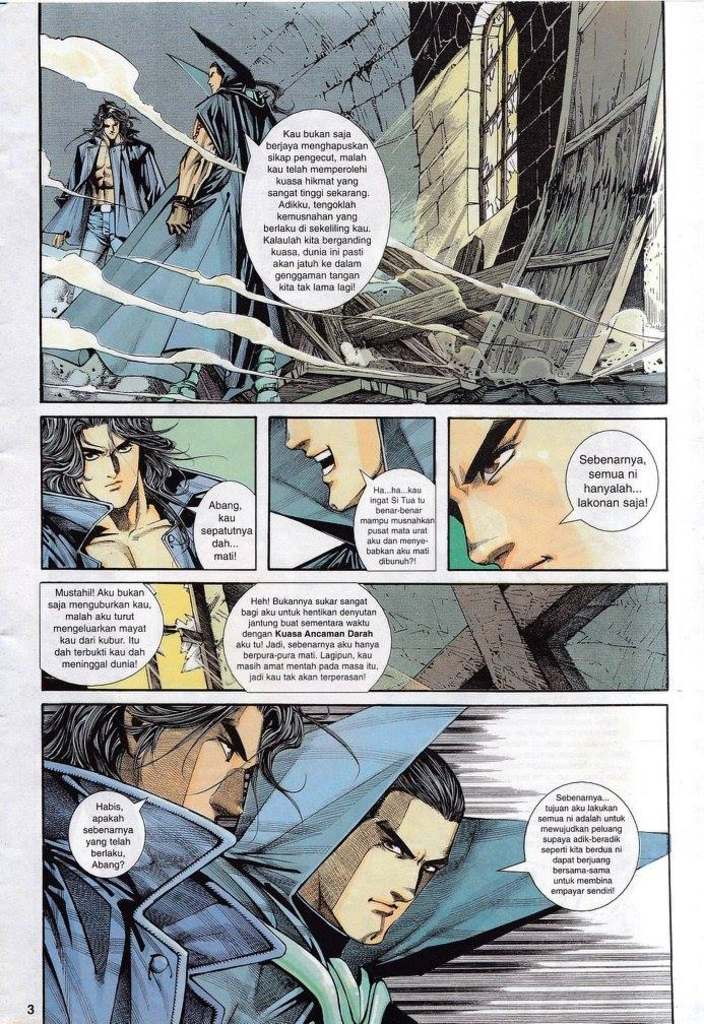 Kau bukan saja
berjaya menghapuskan
sikap pengecut, malah
kau telah memperolehi
kuasa hikmat yang
sangat tinggi sekarang.
Adikku, tengoklah
kemusnahan yang
berlaku di sekeliling kau.
Kalaulah kita berganding
kuasa, dunia ini pasti
akan jatuh ke dalam
genggaman tangan
kita tak lama lagi!
Abang,
kau
sepatutnya
dah...
mati!
Ha...ha...kau
ingat Si Tua tu
benar-benar
mampu musnahkan
pusat mata urat
aku dan menye-
babkan aku mati
dibunuh?!
Sebenarnya,
semua ni
hanyalah...
lakonan saja!
Mustahil! Aku bukan
saja menguburkan kau,
malah aku turut
mengeluarkan mayat
kau dari kubur. Itu
dah terbukti kau dah
meninggal dunia!
Heh! Bukannya sukar sangat
bagi aku untuk hentikan denyutan
jantung buat sementara waktu
dengan Kuasa Ancaman Darah
aku tu! Jadi, sebenarnya aku hanya
berpura-pura mati. Lagipun, kau
masih amat mentah pada masa itu,
jadi kau tak akan terperasan!
Habis,
apakah
sebenarnya
yang telah
berlaku,
Abang?
Sebenarnya...
tujuan aku lakukan
semua ni adalah untuk
mewujudkan peluang
supaya adik-beradik
seperti kita berdua ni
dapat berjuang
bersama-sama
untuk membina
empayar sendiri!
3